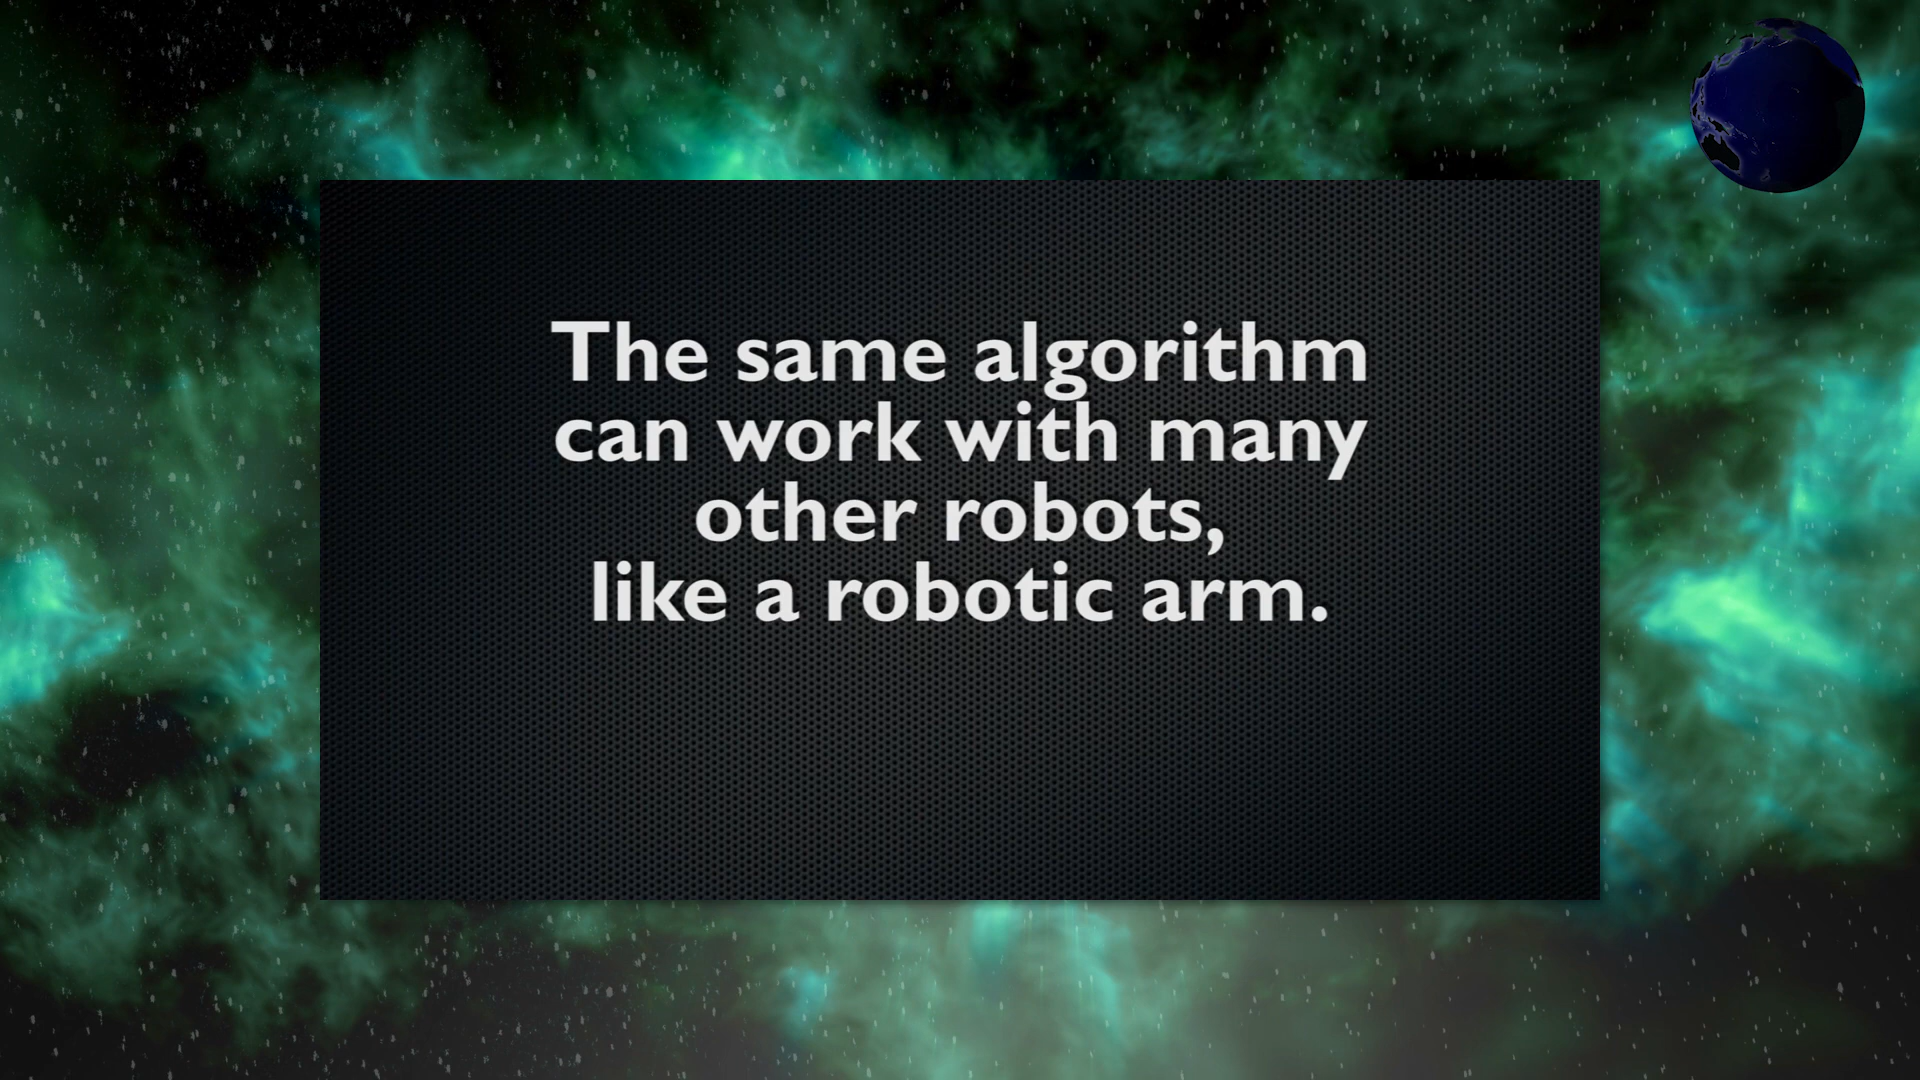 The same algorithm
can work with many
other robots,
like a robotic arm.